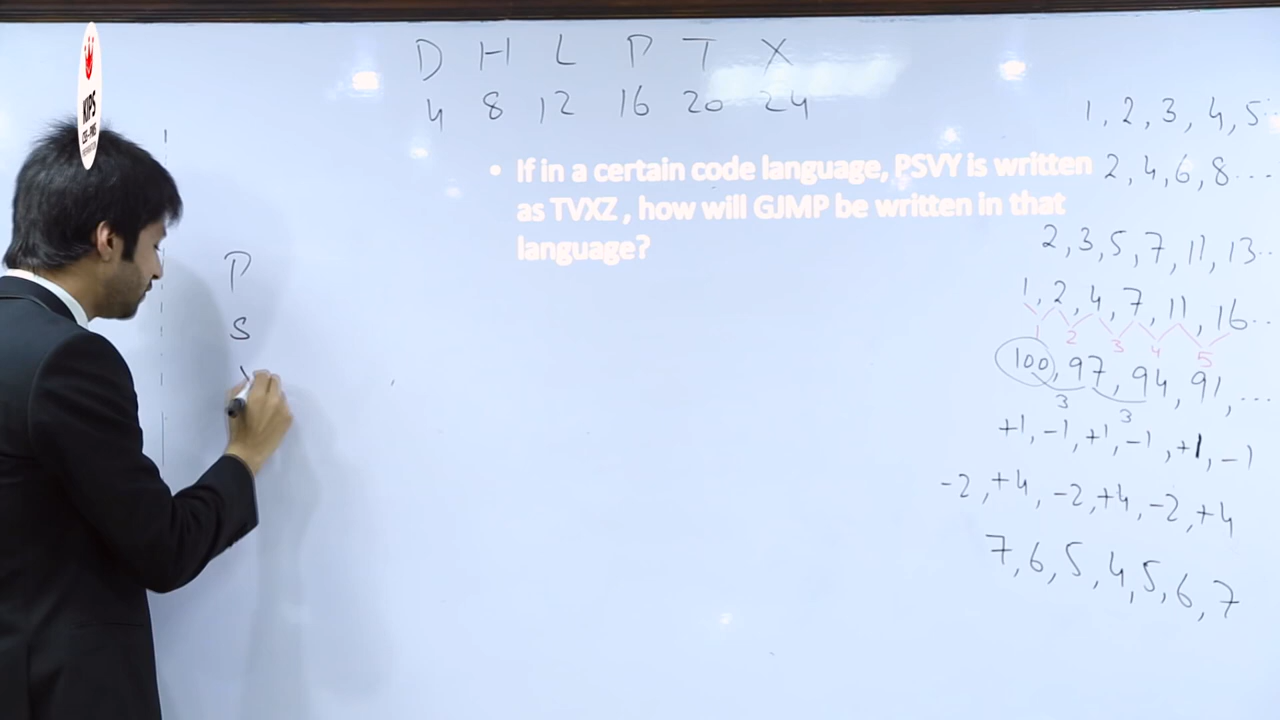 KIPS
D H L P T X
4 8 12 16 20 24
• If in a certain code language, PSVY is written
as TVXZ , how will GJMP be written in that
language?
P
S
1, 2, 3, 4, 5..
2, 4, 6, 8....
2, 3, 5, 7, 11, 13..
1, 2, 4, 7, 11, 16..
1 2 3 4 5
100, 97, 94, 91, ...
3 3
+1, -1, +1, -1, +1, -1
-2, +4, -2, +4, -2, +4
7, 6, 5, 4, 5, 6, 7